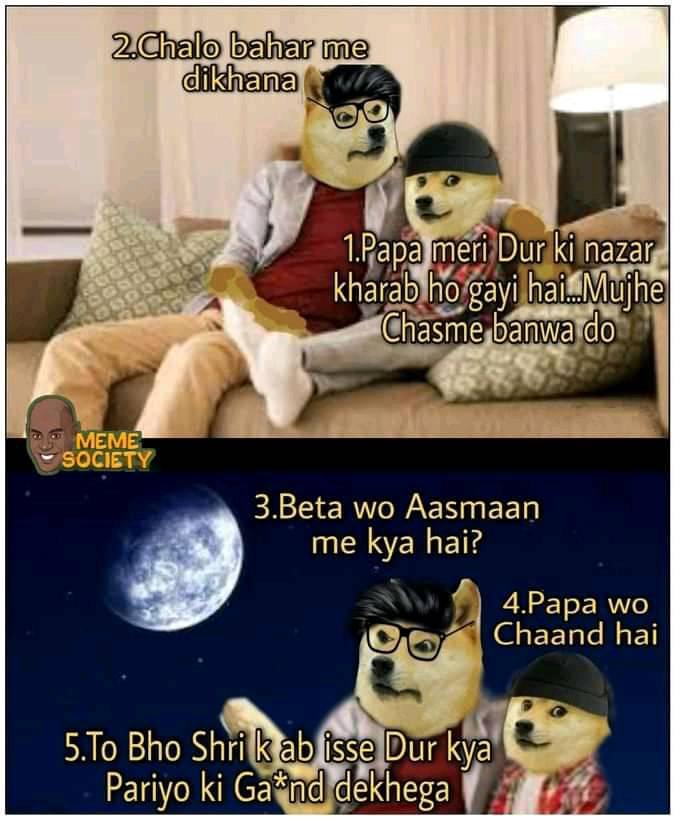 2.Chalo bahar me
dikhana
1.Papa meri Dur ki nazar
kharab ho gayi hai...Mujhe
Chasme banwa do
MEME
SOCIETY
3.Beta wo Aasmaan
me kya hai?
4.Papa wo
Chaand hai
5.To Bho Shri k ab isse Dur kya
Pariyo ki Ga*nd dekhega